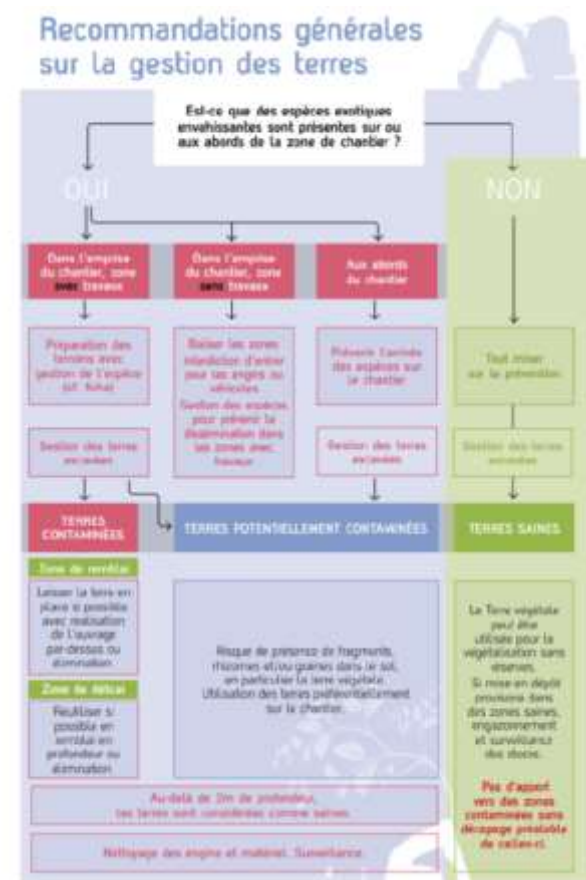 Recommandations générales
sur la gestion des terres
Est-ce que des espèces exotiques
envahissantes sont présentes sur ou
aux abords de la zone de chantier ?
OUI
NON
Dans l'emprise
du chantier, zone
avec travaux
Dans l'emprise
du chantier, zone
sans travaux
Aux abords
du chantier
Préparation des
terrains avec
gestion de l'espèce
(cf. fiche)
Baliser les zones
interdiction d'entrer
pour les engins ou
véhicules
Gestion des espèces
pour prévenir la
dissémination dans
les zones avec
travaux
Prévenir l'arrivée
des espèces sur
le chantier
Tout miser
sur la prévention
Gestion des terres
excavées
Gestion des terres
excavées
Gestion des terres
excavées
TERRES
CONTAMINÉES
TERRES POTENTIELLEMENT CONTAMINÉES
TERRES SAINES
Zone de remblai
Laisser la terre en
place si possible
avec réalisation
de l'ouvrage
par-dessus ou
élimination
Zone de déblai
Réutiliser si
possible en
remblai en
profondeur ou
élimination
Risque de présence de fragments,
rhizomes et/ou graines dans le sol,
en particulier la terre végétale.
Utilisation des terres préférentiellement
sur le chantier.
La Terre végétale
peut être
utilisée pour la
végétalisation sans
réserves.
Si mise en dépôt
provisoire dans
des zones saines,
engazonnement
et surveillance
des stocks.
Pas d'apport
vers des zones
contaminées sans
décapage préalable
de celles-ci.
Au-delà de 2m de profondeur,
les terres sont considérées comme saines.
Nettoyage des engins et matériel. Surveillance.